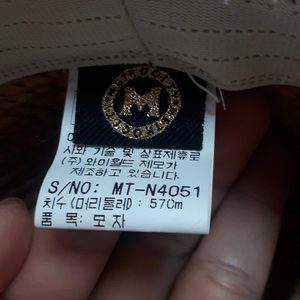 M
사와 기술 및 상표제휴로
(주) 와이월드 제모가
제조하고 있습니다.
S/NO: MT-N4051
치수(머리둘레): 57Cm
품 목: 모 자